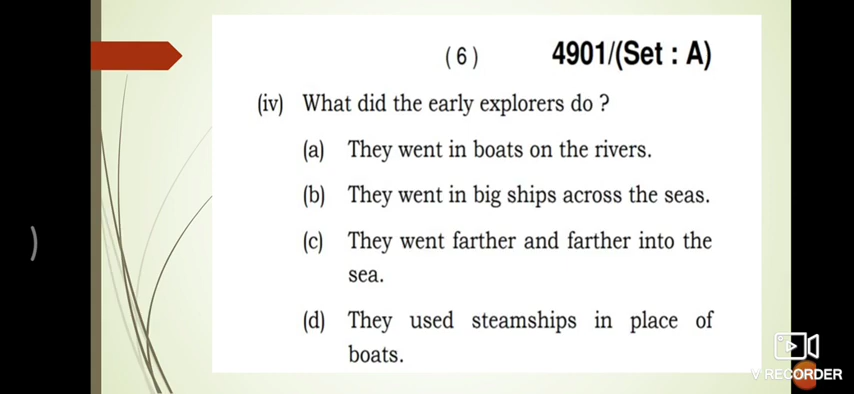 (6) 4901/(Set : A)
(iv) What did the early explorers do ?
(a) They went in boats on the rivers.
(b) They went in big ships across the seas.
(c) They went farther and farther into the
sea.
(d) They used steamships in place of
boats.
V RECORDER